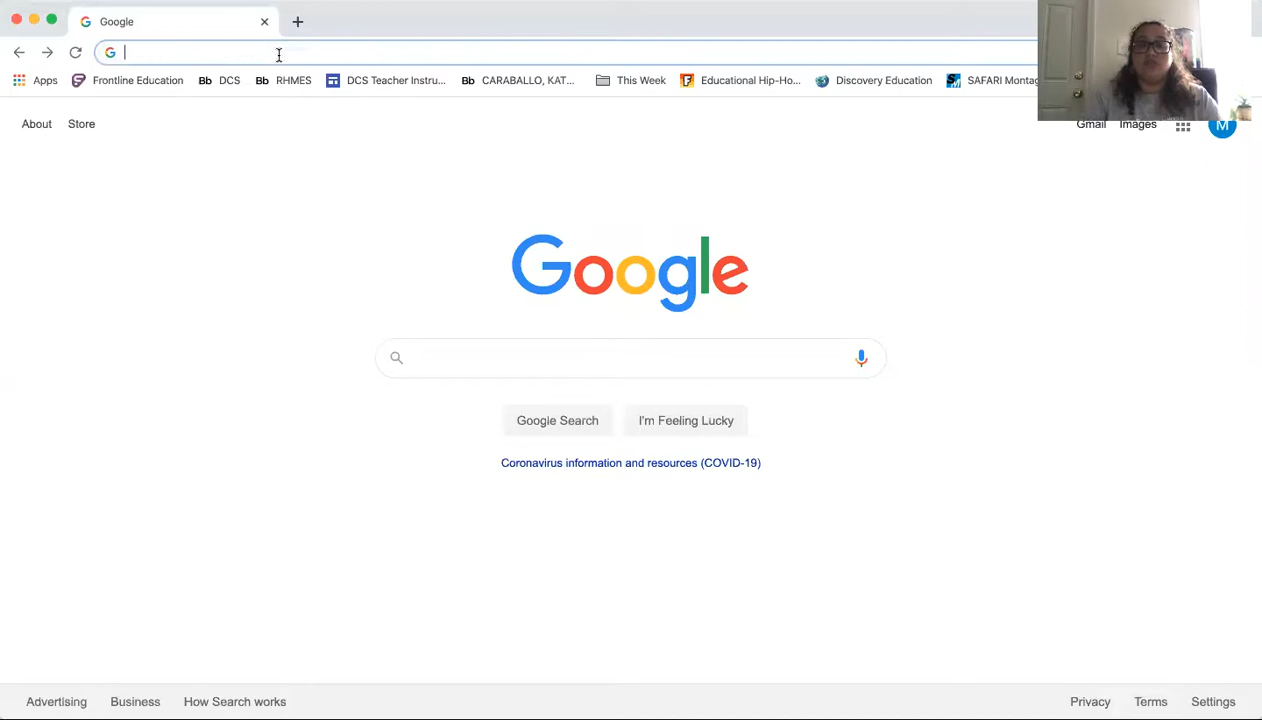 Google
Apps Frontline Education Bb DCS Bb RHMES DCS Teacher Instru... Bb CARABALLO, KAT... This Week Educational Hip-Ho... Discovery Education SAFARI Montag
About Store Gmail Images M
Google
Google Search I'm Feeling Lucky
Coronavirus information and resources (COVID-19)
Advertising Business How Search works Privacy Terms Settings